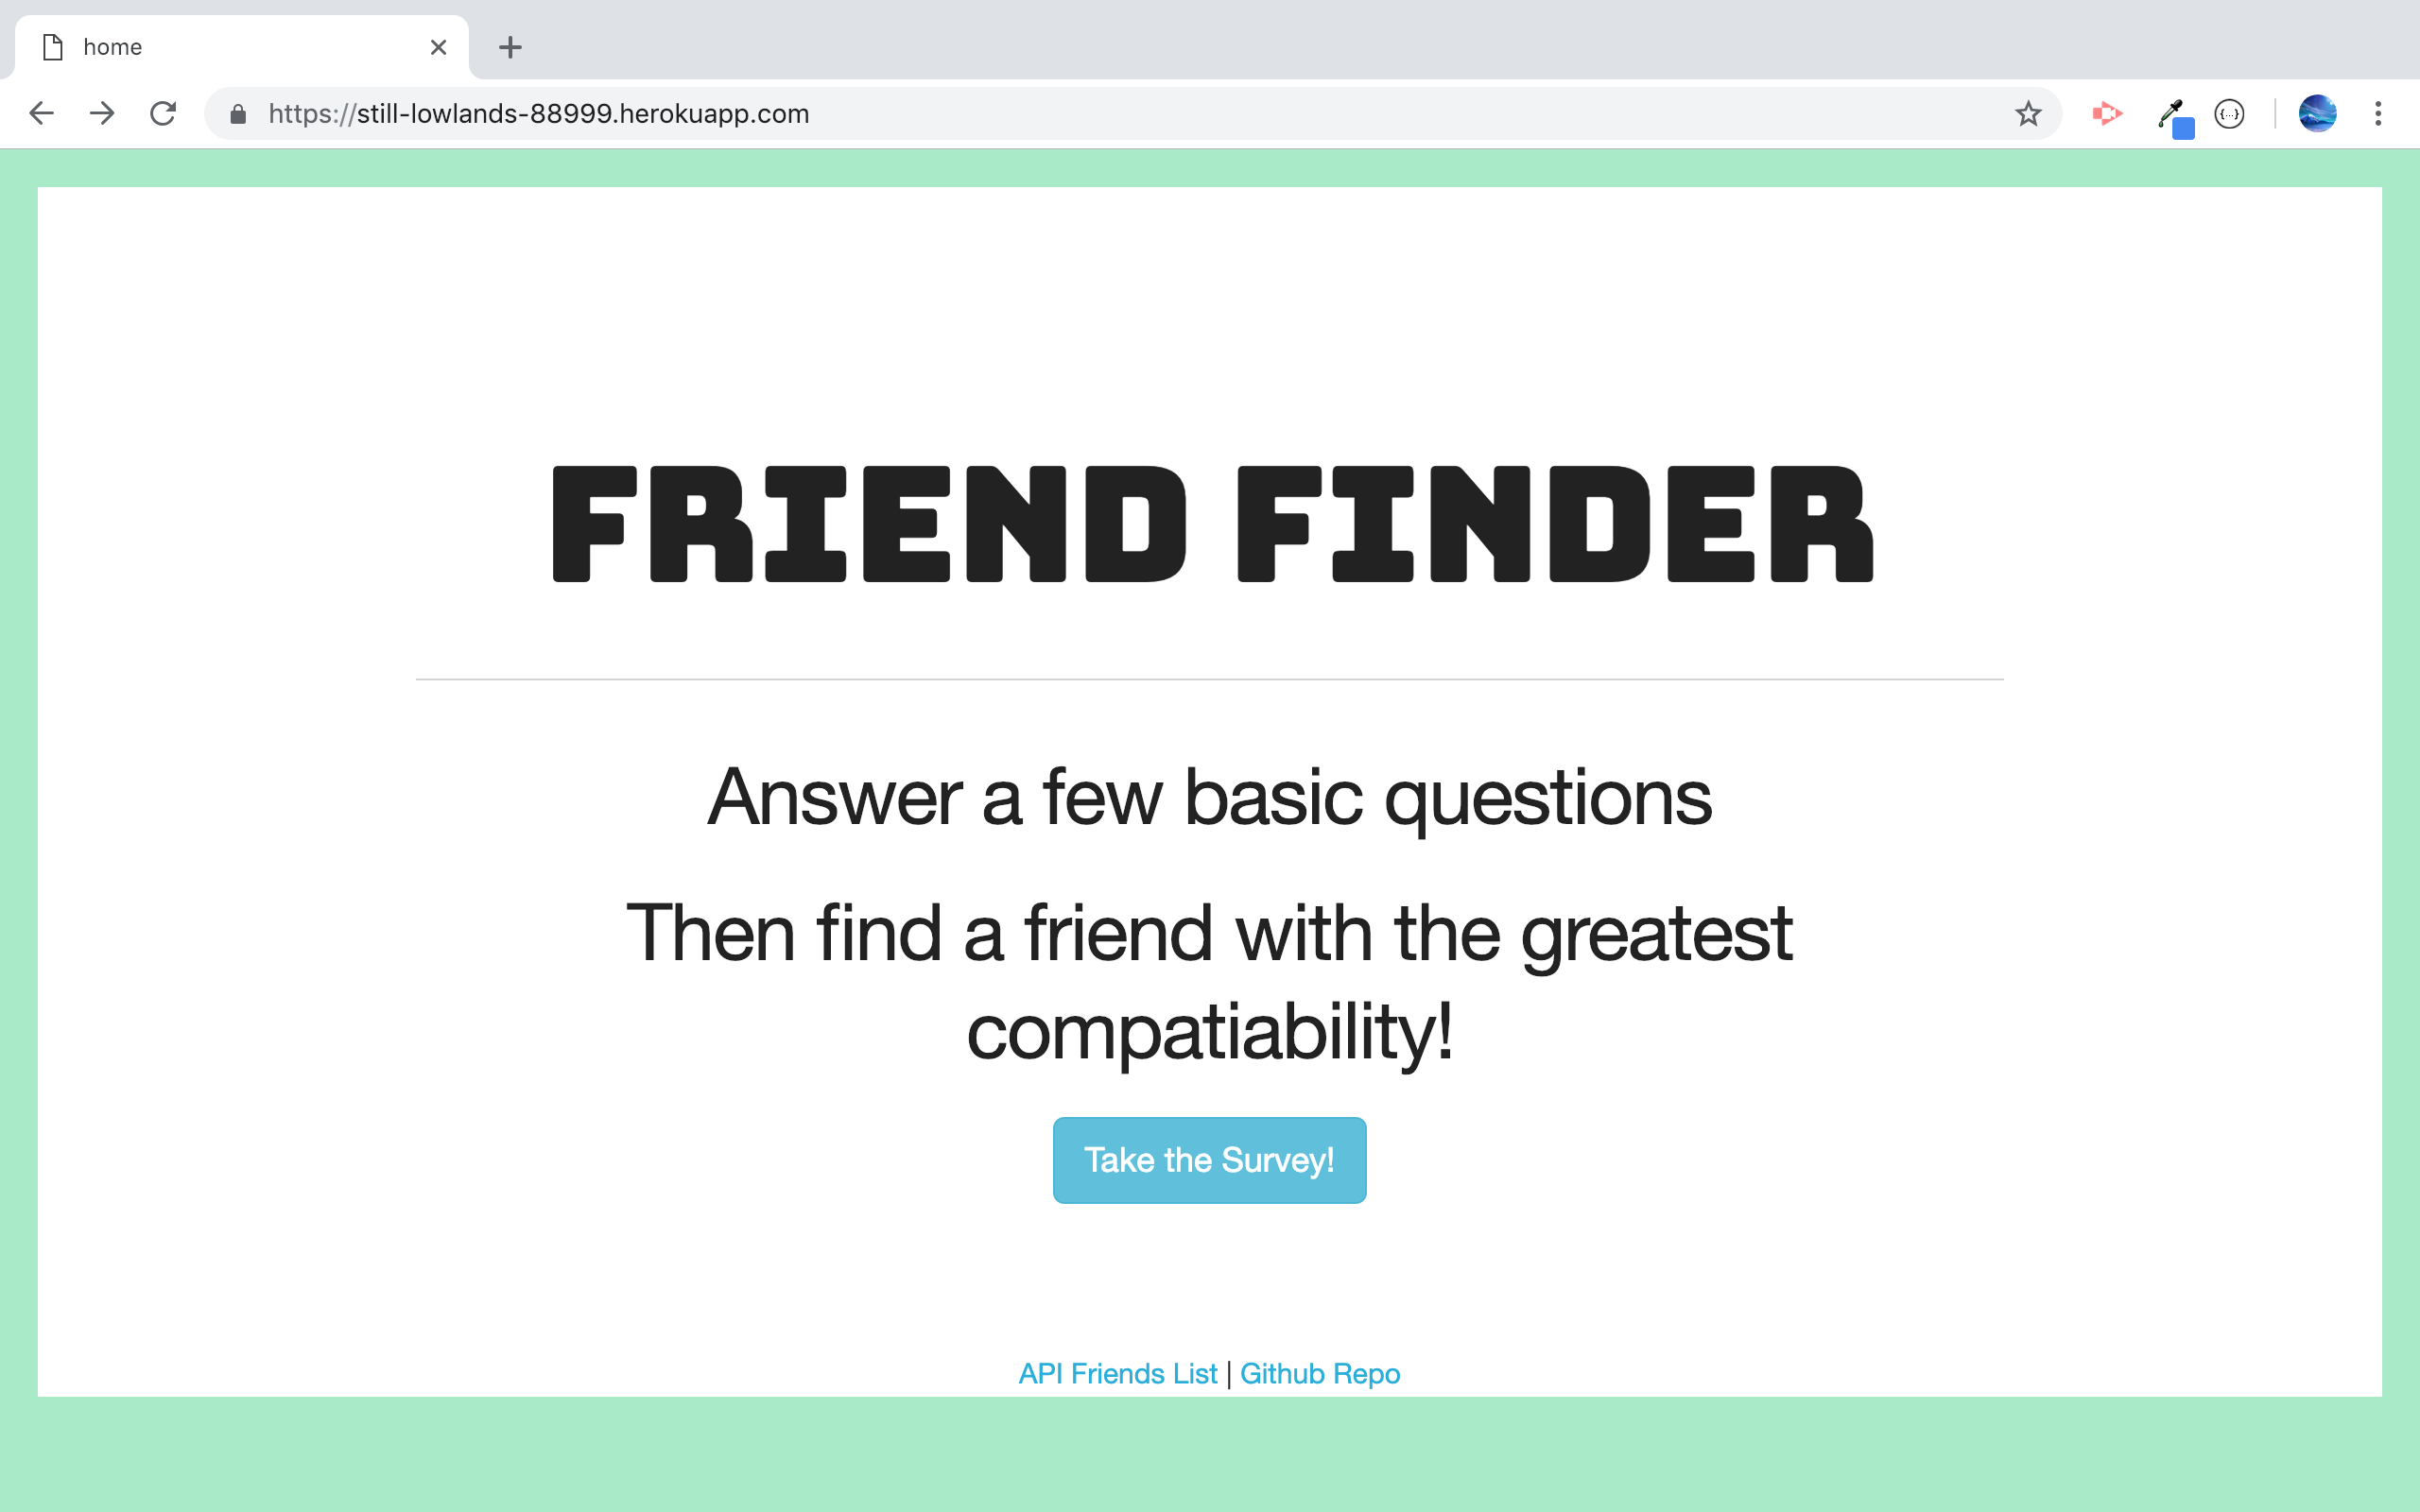 home
https://still-lowlands-88999.herokuapp.com
{...}
FRIEND FINDER
Answer a few basic questions
Then find a friend with the greatest
compatiability!
Take the Survey!
API Friends List | Github Repo